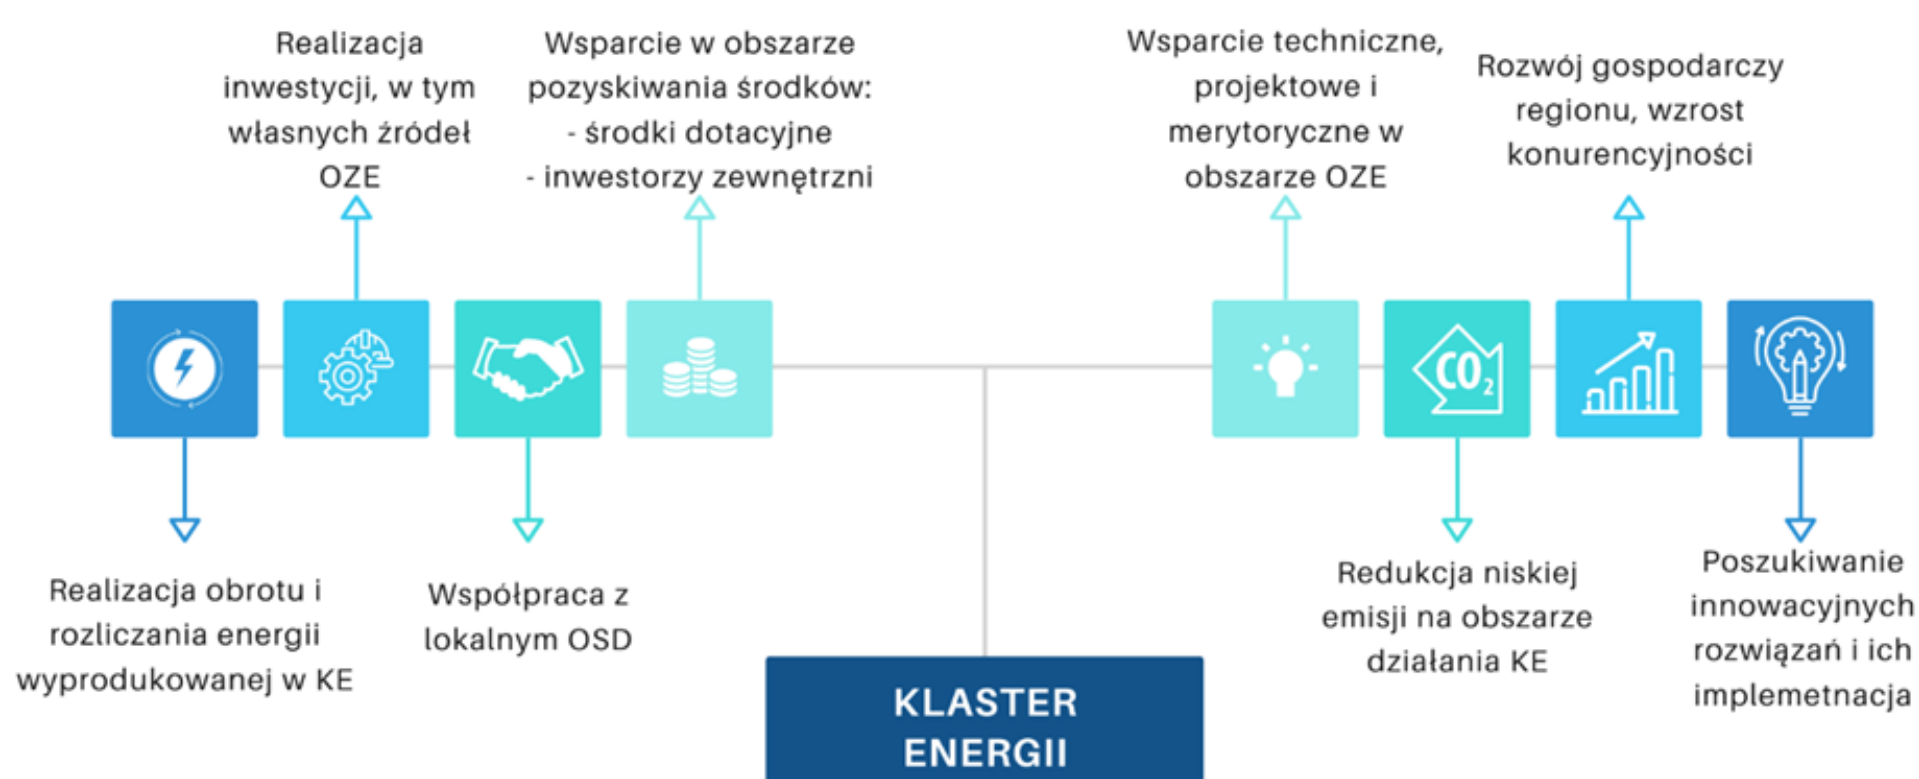 Realizacja
inwestycji, w tym
własnych źródeł
OZE
Wsparcie w obszarze
pozyskiwania środków:
- środki dotacyjne
- inwestorzy zewnętrzni
Wsparcie techniczne,
projektowe i
merytoryczne w
obszarze OZE
Rozwój gospodarczy
regionu, wzrost
konurencyjności
CO2
Realizacja obrotu i
rozliczania energii
wyprodukowanej w KE
Współpraca z
lokalnym OSD
Redukcja niskiej
emisji na obszarze
działania KE
Poszukiwanie
innowacyjnych
rozwiązań i ich
implemetnacja
KLASTER
ENERGII